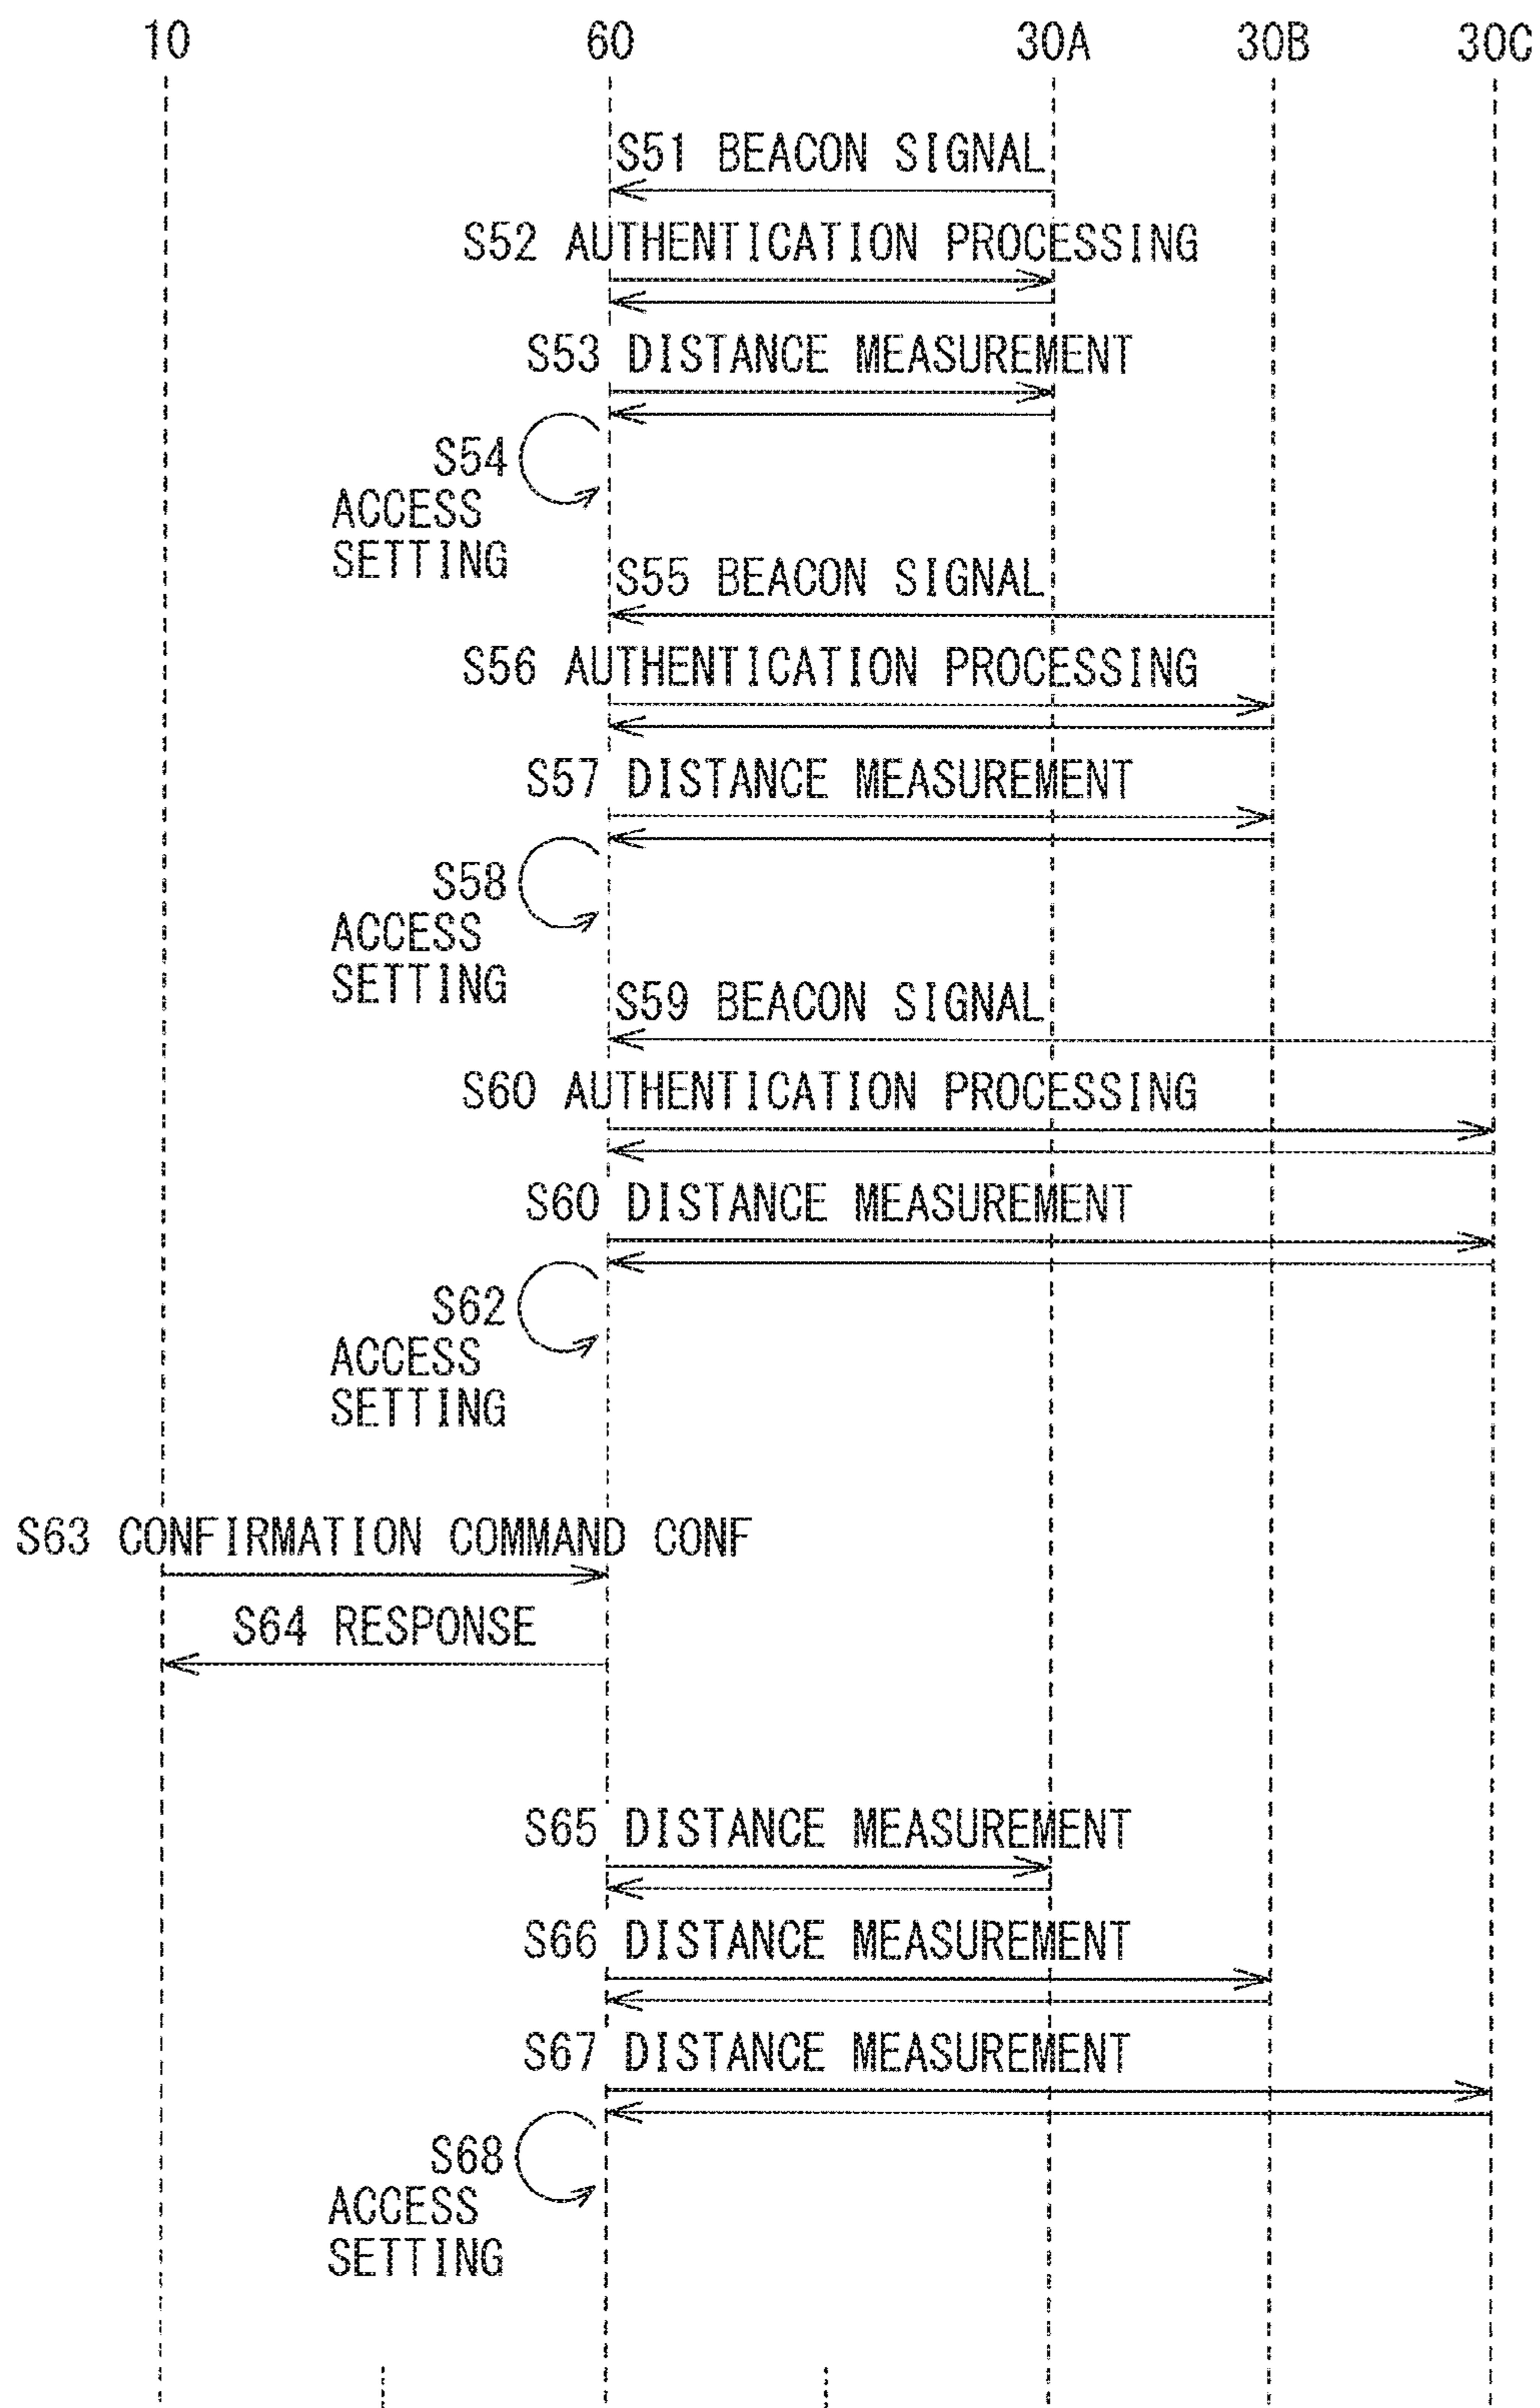 10 60 30A 30B 30C
S51 BEACON SIGNAL
S52 AUTHENTICATION PROCESSING
S53 DISTANCE MEASUREMENT
S54
ACCESS
SETTING
S55 BEACON SIGNAL
S56 AUTHENTICATION PROCESSING
S57 DISTANCE MEASUREMENT
S58
ACCESS
SETTING
S59 BEACON SIGNAL
S60 AUTHENTICATION PROCESSING
S60 DISTANCE MEASUREMENT
S62
ACCESS
SETTING
S63 CONFIRMATION COMMAND CONF
S64 RESPONSE
S65 DISTANCE MEASUREMENT
S66 DISTANCE MEASUREMENT
S67 DISTANCE MEASUREMENT
S68
ACCESS
SETTING